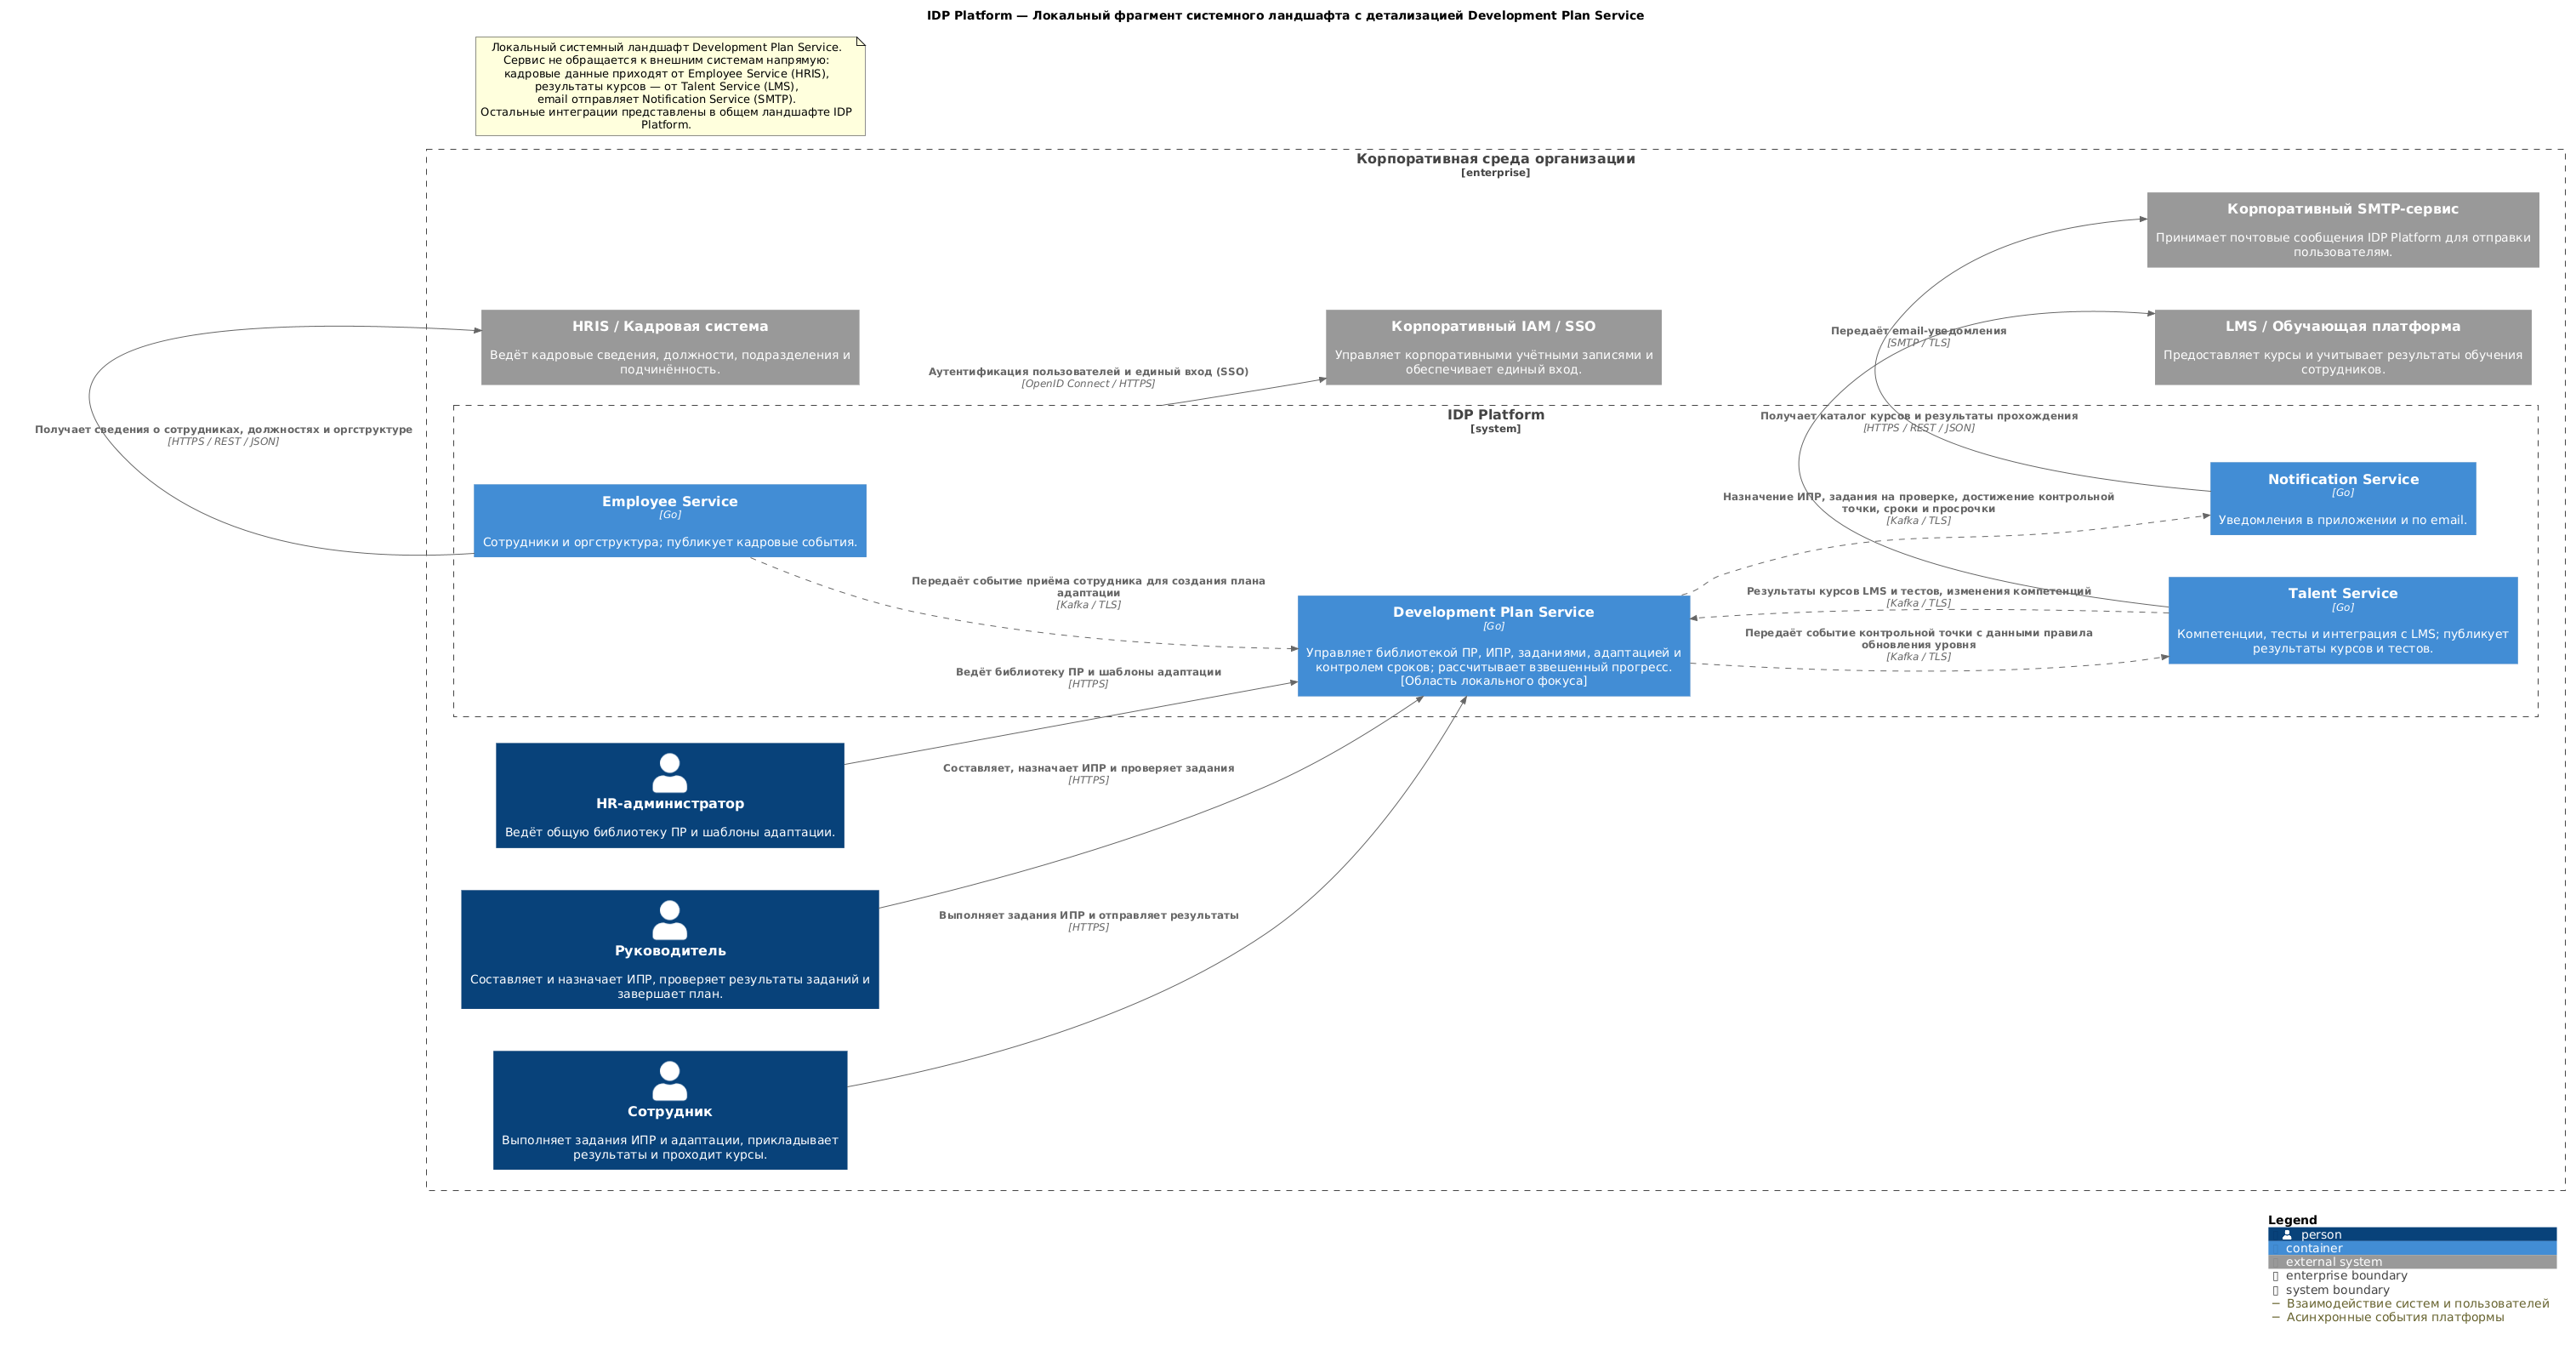 IDP Platform — Локальный фрагмент системного ландшафта с детализацией Development Plan Service
Локальный системный ландшафт Development Plan Service.
Сервис не обращается к внешним системам напрямую:
кадровые данные приходят от Employee Service (HRIS),
результаты курсов — от Talent Service (LMS),
email отправляет Notification Service (SMTP).
Остальные интеграции представлены в общем ландшафте IDP
Platform.
Корпоративная среда организации
[enterprise]
Корпоративный SMTP-сервис
Принимает почтовые сообщения IDP Platform для отправки
пользователям.
HRIS / Кадровая система
Ведёт кадровые сведения, должности, подразделения и
подчинённость.
Корпоративный IAM / SSO
Управляет корпоративными учётными записями и
обеспечивает единый вход.
LMS / Обучающая платформа
Предоставляет курсы и учитывает результаты обучения
сотрудников.
Передаёт email-уведомления
[SMTP / TLS]
Аутентификация пользователей и единый вход (SSO)
[OpenID Connect / HTTPS]
Получает сведения о сотрудниках, должностях и оргструктуре
[HTTPS / REST / JSON]
IDP Platform
[system]
Получает каталог курсов и результаты прохождения
[HTTPS / REST / JSON]
Employee Service
[Go]
Сотрудники и оргструктура; публикует кадровые события.
Назначение ИПР, задания на проверке, достижение контрольной
точки, сроки и просрочки
[Kafka / TLS]
Notification Service
[Go]
Уведомления в приложении и по email.
Передаёт событие приёма сотрудника для создания плана
адаптации
[Kafka / TLS]
Development Plan Service
[Go]
Управляет библиотекой ПР, ИПР, заданиями, адаптацией и
контролем сроков; рассчитывает взвешенный прогресс.
[Область локального фокуса]
Результаты курсов LMS и тестов, изменения компетенций
[Kafka / TLS]
Передаёт событие контрольной точки с данными правила
обновления уровня
[Kafka / TLS]
Talent Service
[Go]
Компетенции, тесты и интеграция с LMS; публикует
результаты курсов и тестов.
Ведёт библиотеку ПР и шаблоны адаптации
[HTTPS]
HR-администратор
Ведёт общую библиотеку ПР и шаблоны адаптации.
Составляет, назначает ИПР и проверяет задания
[HTTPS]
Руководитель
Составляет и назначает ИПР, проверяет результаты заданий и
завершает план.
Выполняет задания ИПР и отправляет результаты
[HTTPS]
Сотрудник
Выполняет задания ИПР и адаптации, прикладывает
результаты и проходит курсы.
Legend
person
container
external system
enterprise boundary
system boundary
Взаимодействие систем и пользователей
Асинхронные события платформы